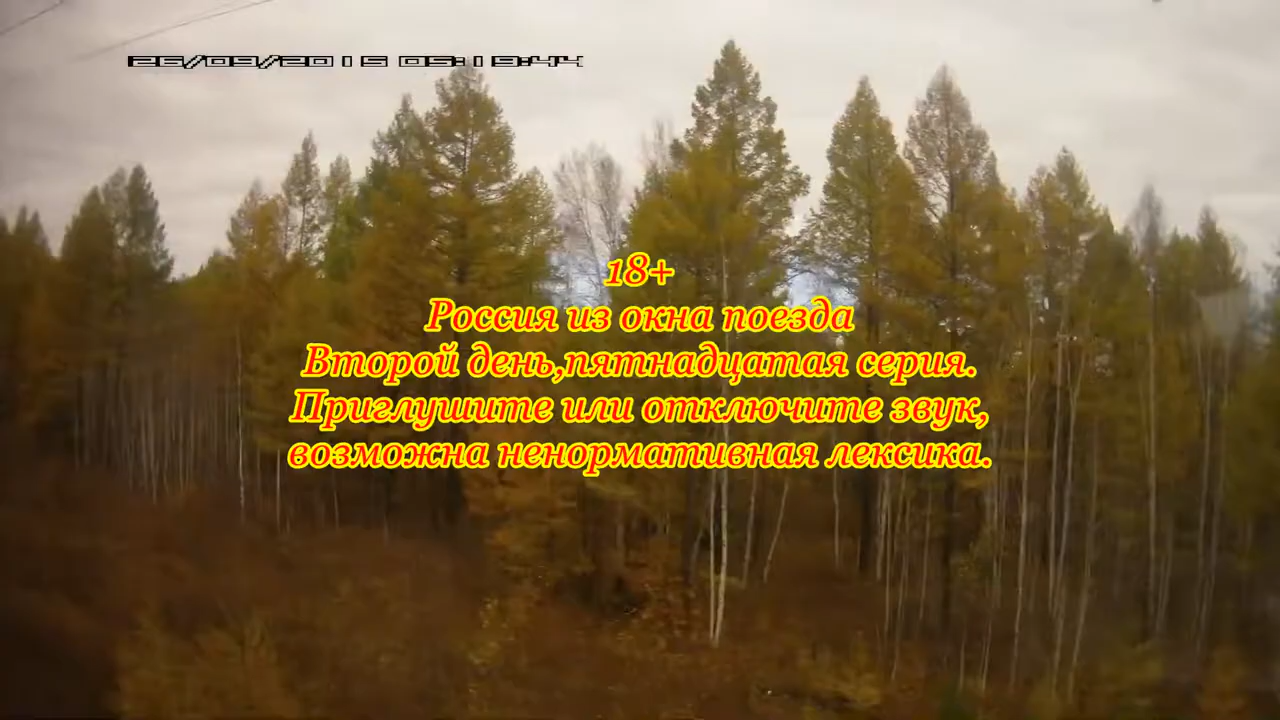 26/09/2015 05:19:44
18+
Россия из окна поезда
Второй день,пятнадцатая серия.
Приглушите или отключите звук,
возможна ненормативная лексика.